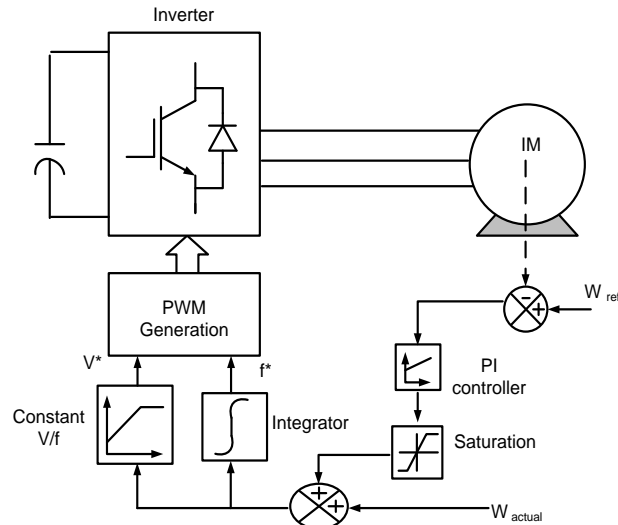 Inverter
IM
W ref
- +
PWM
Generation
V*
f*
PI
controller
Constant
V/f
Integrator
Saturation
+ +
W actual